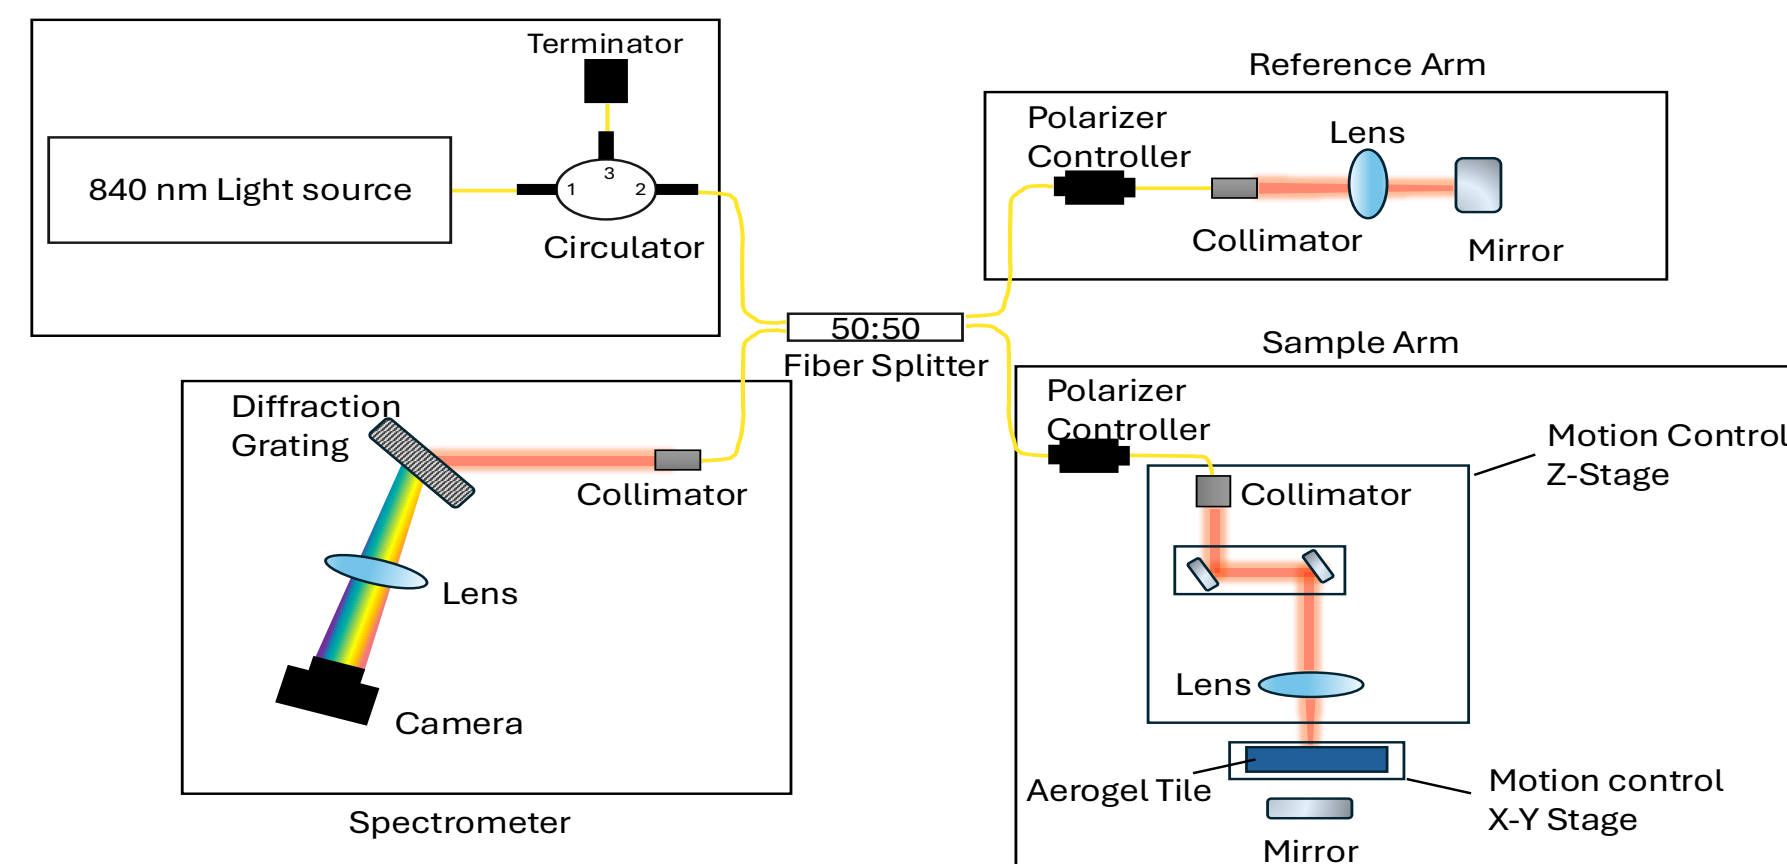 Terminator
840 nm Light source
1
3
2
Circulator
Reference Arm
Polarizer
Controller
Lens
Collimator
Mirror
50:50
Fiber Splitter
Sample Arm
Polarizer
Controller
Motion Control
Z-Stage
Collimator
Lens
Aerogel Tile
Motion control
X-Y Stage
Mirror
Diffraction
Grating
Collimator
Lens
Camera
Spectrometer